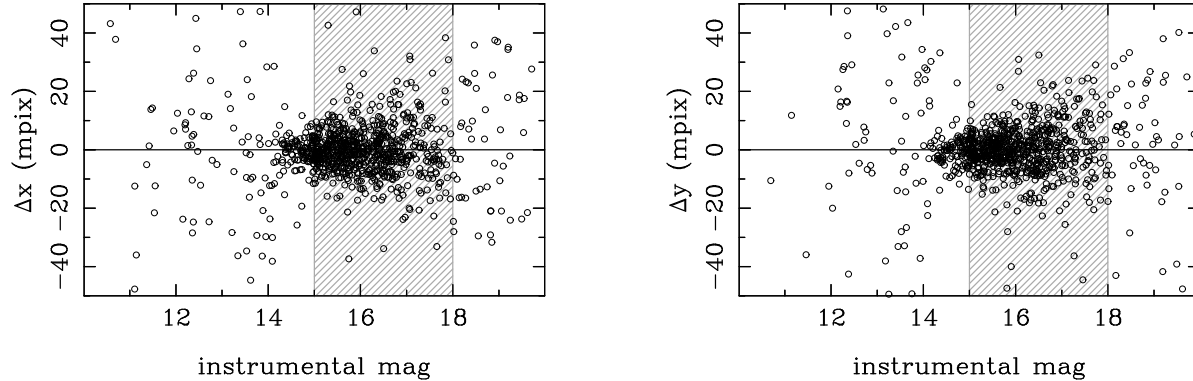 Δx (mpix)
−40 −20 0 20 40
12 14 16 18
instrumental mag
Δy (mpix)
−40 −20 0 20 40
12 14 16 18
instrumental mag